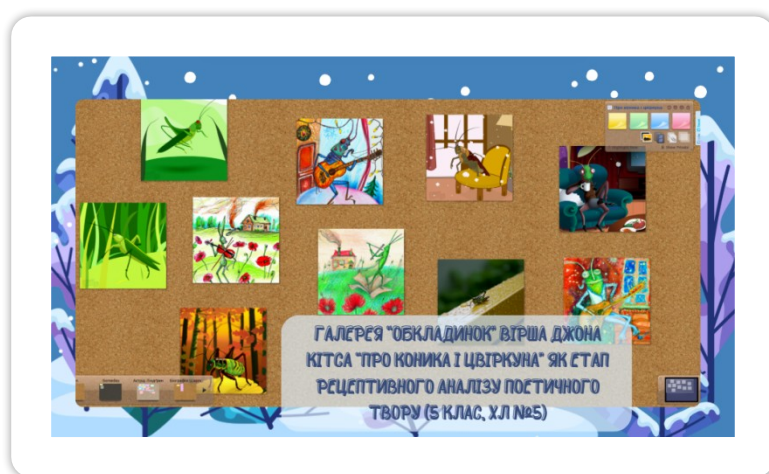 ГАЛЕРЕЯ "ОБКЛАДИНОК" ВІРША ДЖОНА
КІТСА "ПРО КОНИКА І ЦВІРКУНА" ЯК ЕТАП
РЕЦЕПТИВНОГО АНАЛІЗУ ПОЕТИЧНОГО
ТВОРУ (5 КЛАС, ХЛ №5)